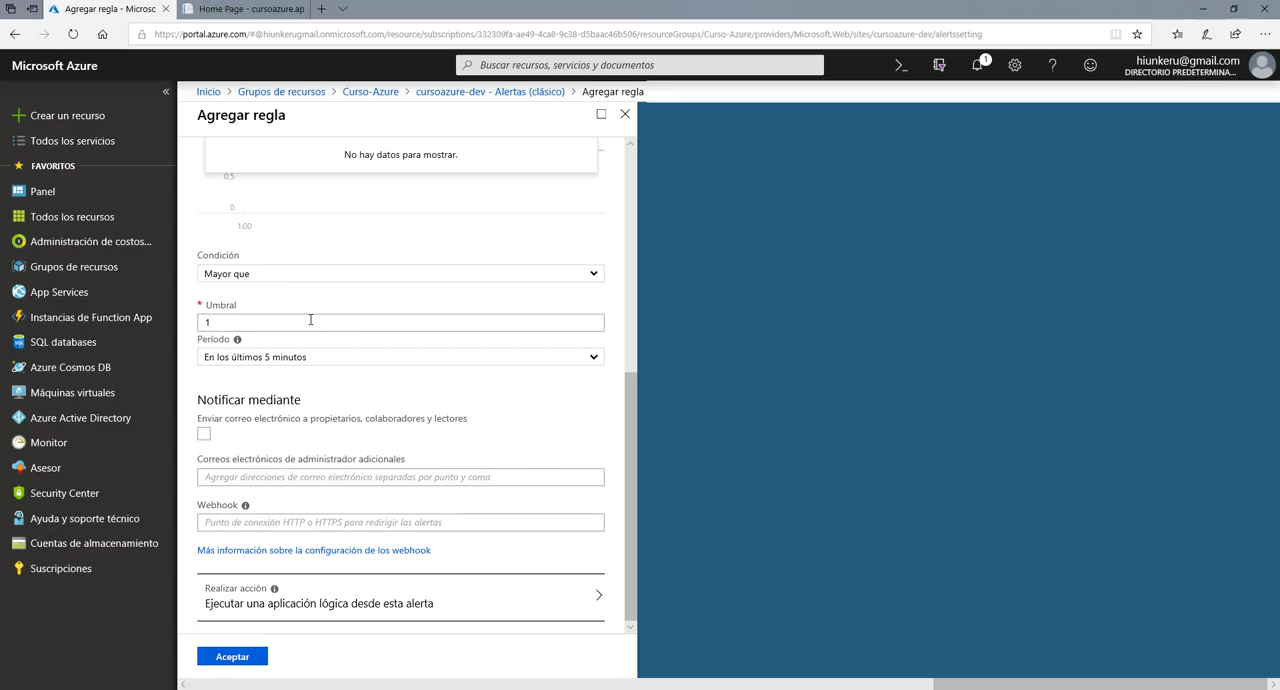 Agregar regla - Microsc
Home Page - cursoazure.ap
https://portal.azure.com/#@hiunkerugmail.onmicrosoft.com/resource/subscriptions/332309fa-ae49-4ca8-9c38-d5baac46b506/resourceGroups/Curso-Azure/providers/Microsoft.Web/sites/cursoazure-dev/alertssetting
Microsoft Azure
Buscar recursos, servicios y documentos
1
hiunkeru@gmail.com
DIRECTORIO PREDETERMINA...
Inicio
Grupos de recursos
Curso-Azure
cursoazure-dev - Alertas (clásico)
Agregar regla
Crear un recurso
Todos los servicios
FAVORITOS
Panel
Todos los recursos
Administración de costos...
Grupos de recursos
App Services
Instancias de Function App
SQL databases
Azure Cosmos DB
Máquinas virtuales
Azure Active Directory
Monitor
Asesor
Security Center
Ayuda y soporte técnico
Cuentas de almacenamiento
Suscripciones
Agregar regla
No hay datos para mostrar.
0,5
0
1:00
Condición
Mayor que
* Umbral
1
Período
En los últimos 5 minutos
Notificar mediante
Enviar correo electrónico a propietarios, colaboradores y lectores
Correos electrónicos de administrador adicionales
Agregar direcciones de correo electrónico separadas por punto y coma
Webhook
Punto de conexión HTTP o HTTPS para redirigir las alertas
Más información sobre la configuración de los webhook
Realizar acción
Ejecutar una aplicación lógica desde esta alerta
Aceptar